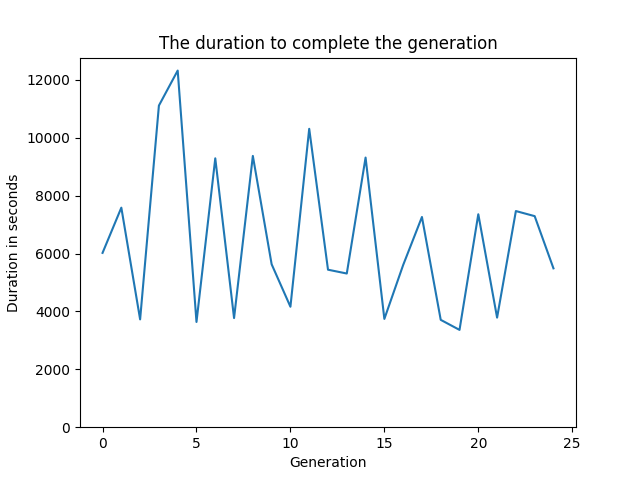 The duration to complete the generation
12000
10000
8000
6000
4000
2000
0
Duration in seconds
0 5 10 15 20 25
Generation